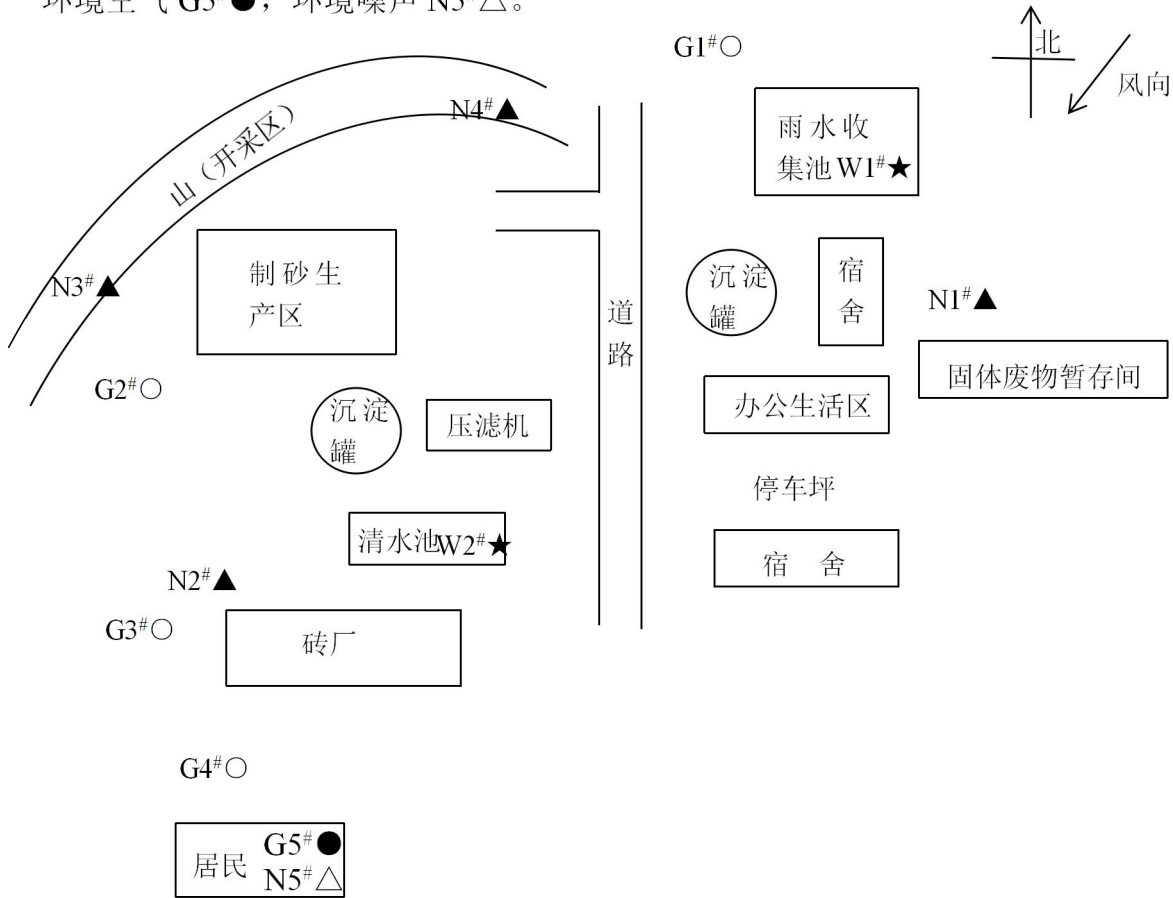 环境空气 G5#●，环境噪声 N5#△。
G1#○
北
风向
N4#▲
雨水收
集池W1#★
山（开采区）
制砂生
产区
N3#▲
沉淀
罐
宿
舍
N1#▲
道
路
固体废物暂存间
G2#○
沉淀
罐
压滤机
办公生活区
停车坪
清水池W2#★
宿 舍
N2#▲
G3#○
砖厂
G4#○
居民
G5#●
N5#△